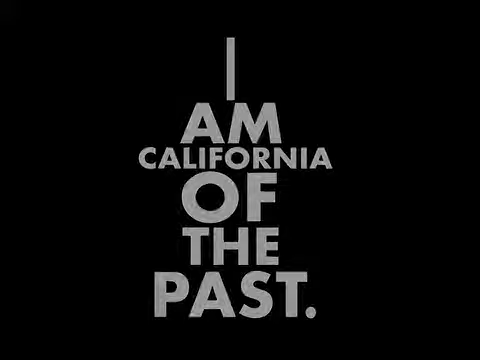 I
AM
CALIFORNIA
OF
THE
PAST.